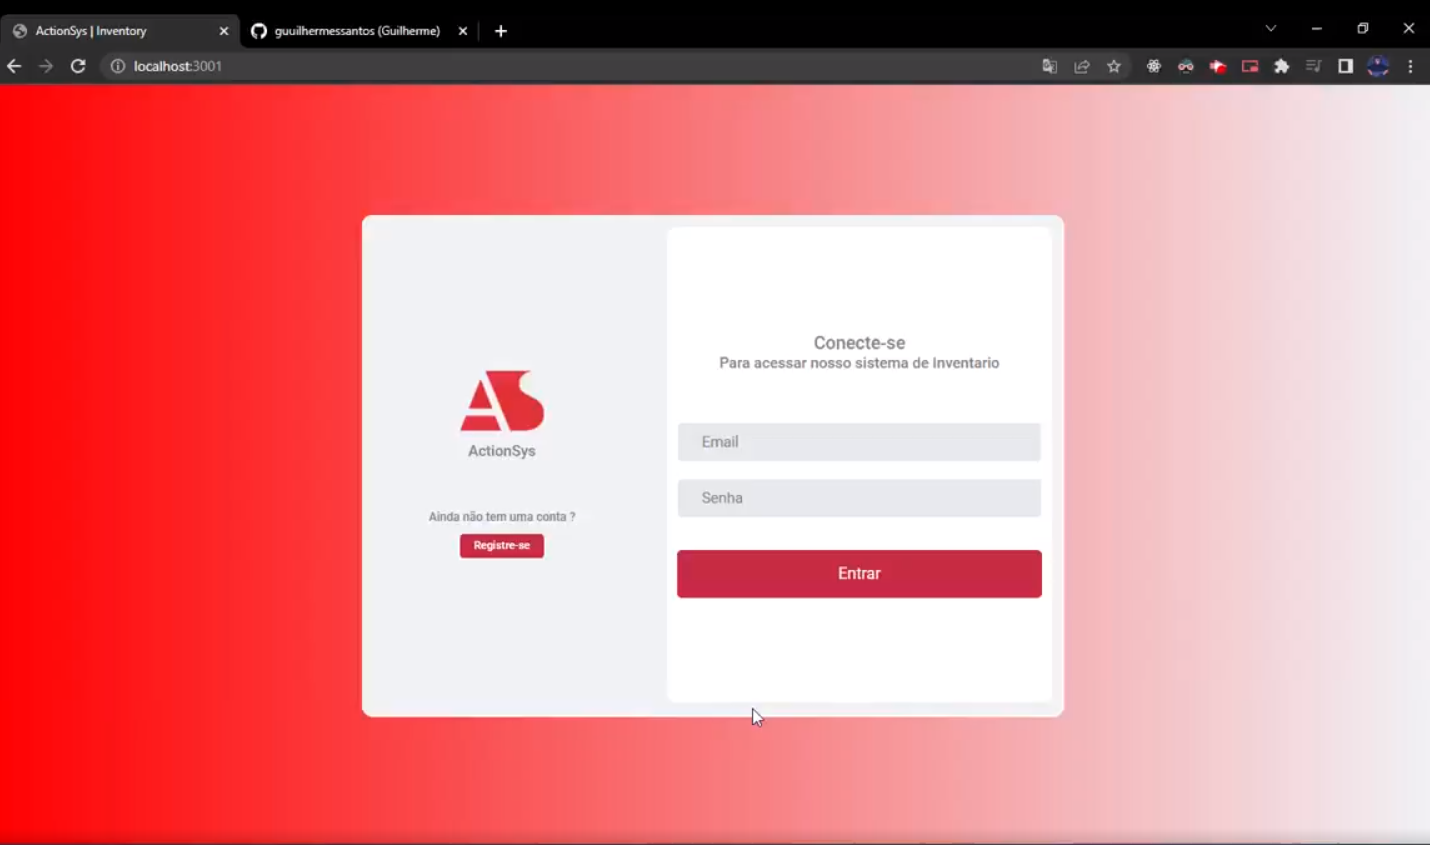 ActionSys | Inventory
guuilhermessantos (Guilherme)
localhost:3001
AS
ActionSys
Ainda não tem uma conta ?
Registre-se
Conecte-se
Para acessar nosso sistema de Inventario
Email
Senha
Entrar